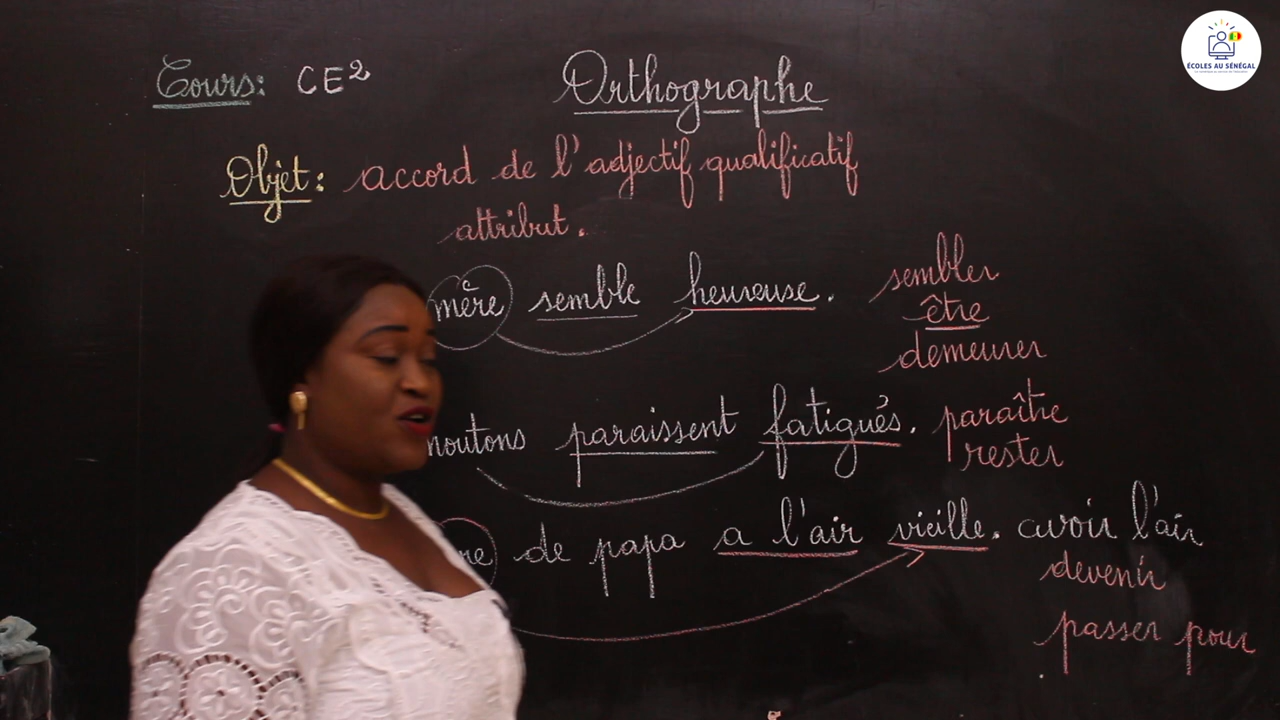 Cours: CE2
Orthographe
Objet: accord de l'adjectif qualificatif
attribut.
mère semble heureuse.
sembler
être
demeurer
moutons paraissent fatigués.
paraître
rester
de papa a l'air vieille.
avoir l'air
devenir
passer pour
ÉCOLES AU SÉNÉGAL